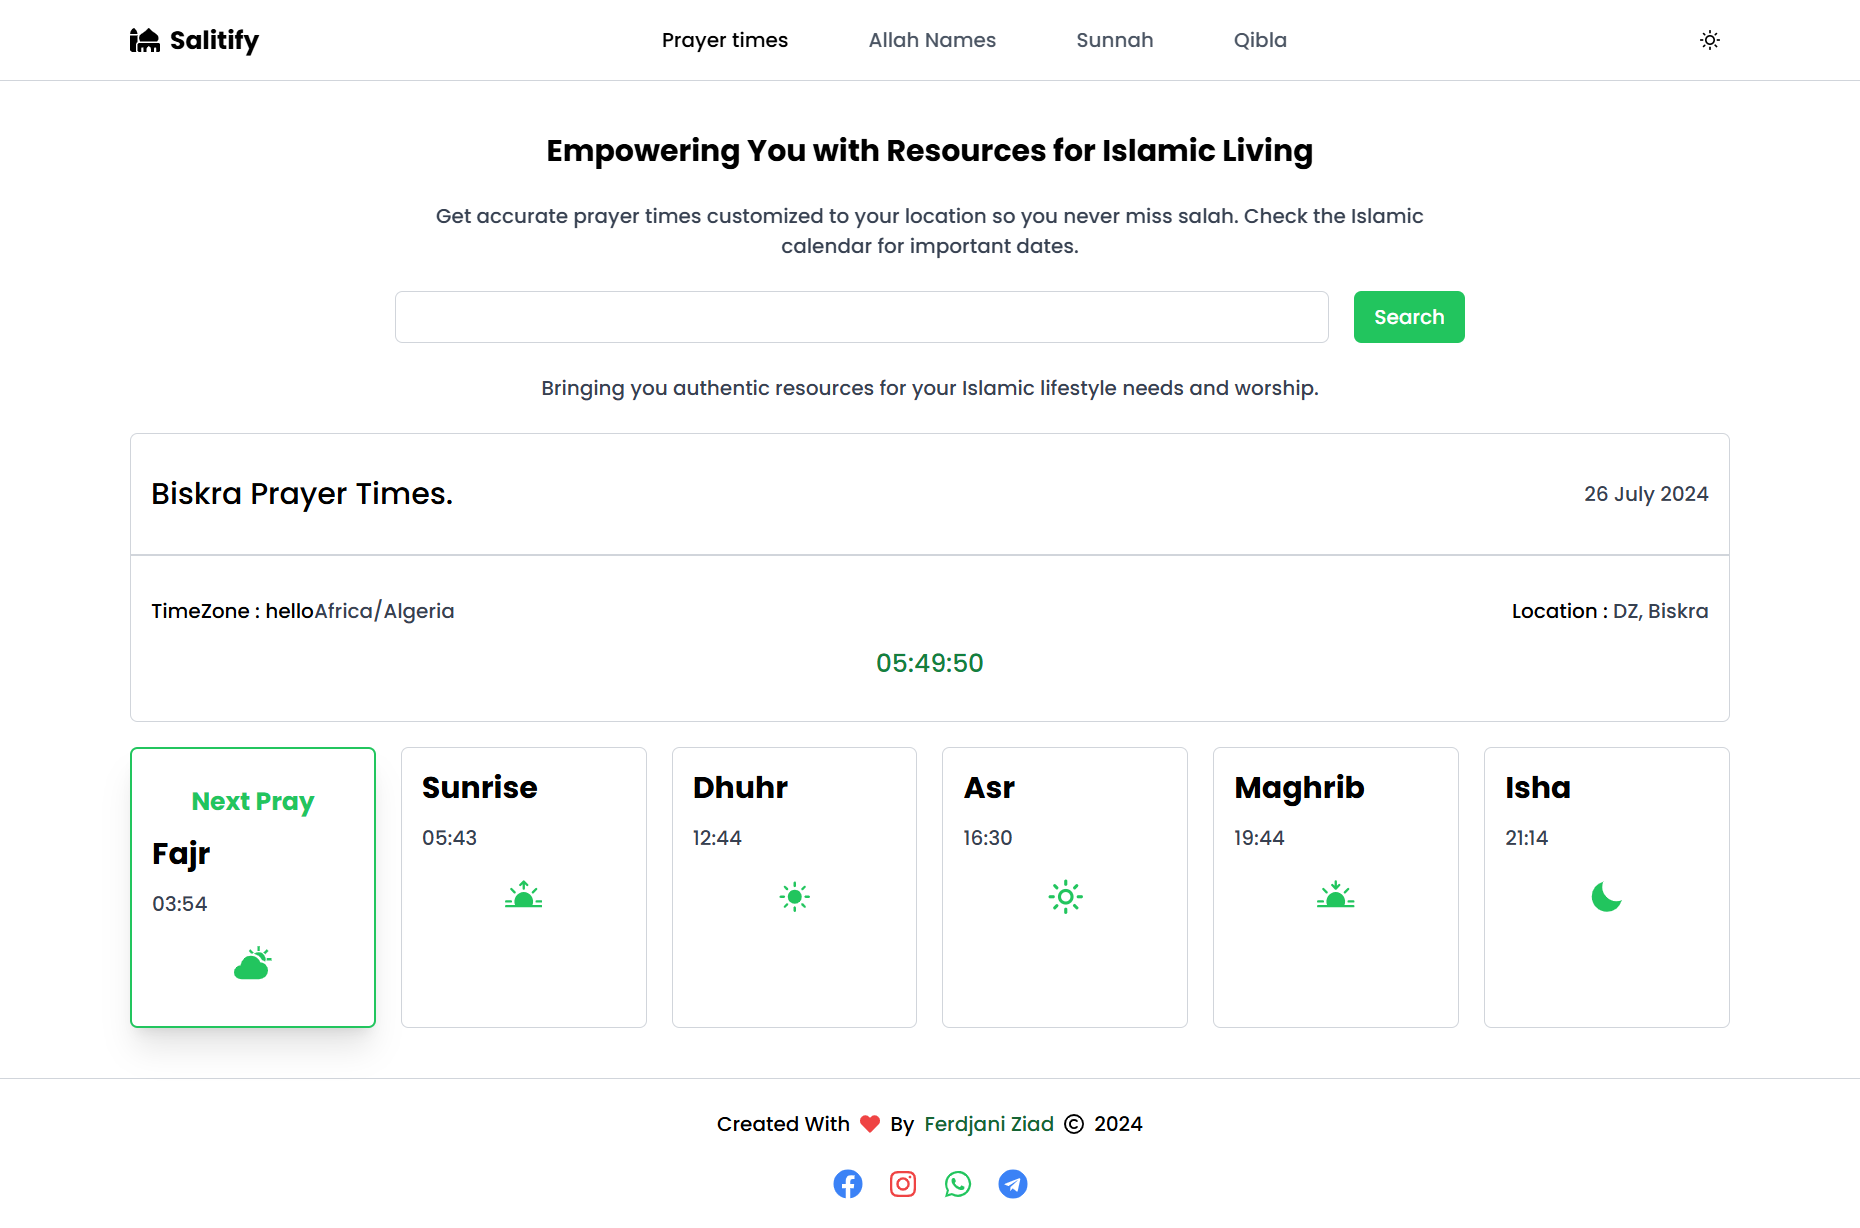 Salitify
Prayer times
Allah Names
Sunnah
Qibla
Empowering You with Resources for Islamic Living
Get accurate prayer times customized to your location so you never miss salah. Check the Islamic
calendar for important dates.
Search
Bringing you authentic resources for your Islamic lifestyle needs and worship.
Biskra Prayer Times.
26 July 2024
TimeZone : helloAfrica/Algeria
Location : DZ, Biskra
05:49:50
Next Pray
Fajr
03:54
Sunrise
05:43
Dhuhr
12:44
Asr
16:30
Maghrib
19:44
Isha
21:14
Created With By Ferdjani Ziad © 2024